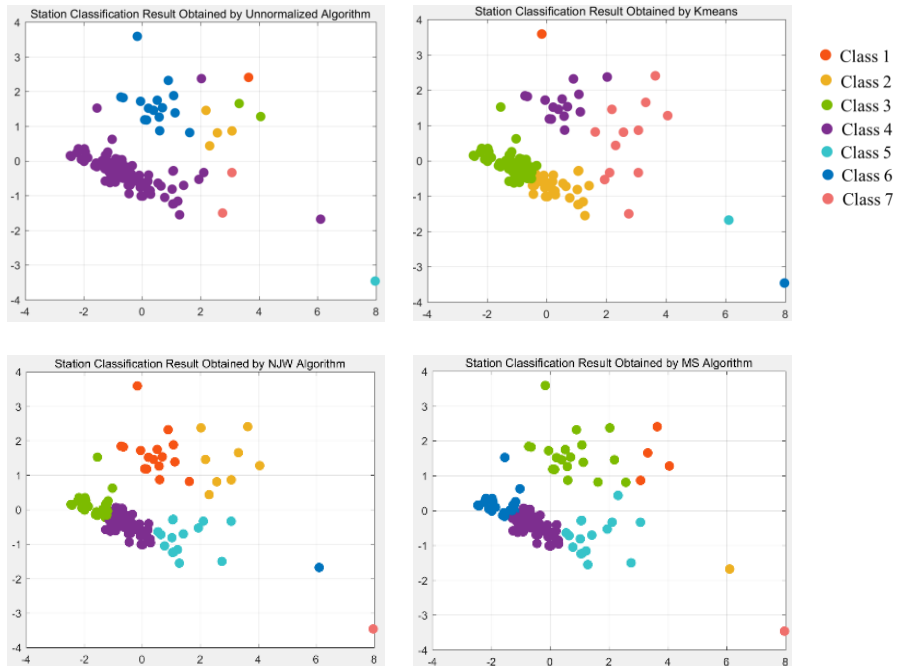 Station Classification Result Obtained by Unnormalized Algorithm
4
3
2
1
0
-1
-2
-3
-4
-4 -2 0 2 4 6 8
Station Classification Result Obtained by Kmeans
4
3
2
1
0
-1
-2
-3
-4
-4 -2 0 2 4 6 8
Class 1
Class 2
Class 3
Class 4
Class 5
Class 6
Class 7
Station Classification Result Obtained by NJW Algorithm
4
3
2
1
0
-1
-2
-3
-4
-4 -2 0 2 4 6 8
Station Classification Result Obtained by MS Algorithm
4
3
2
1
0
-1
-2
-3
-4
-4 -2 0 2 4 6 8